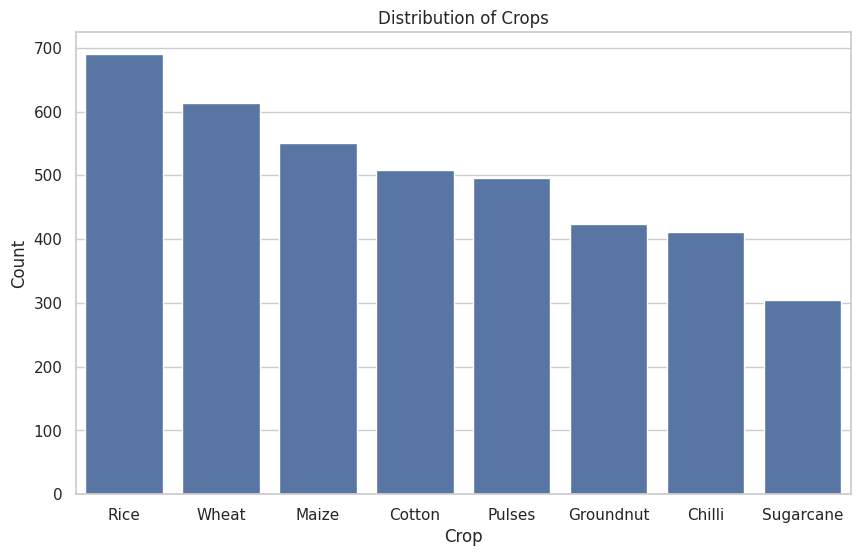 Distribution of Crops
700
600
500
400
300
200
100
0
Count
Rice Wheat Maize Cotton Pulses Groundnut Chilli Sugarcane
Crop